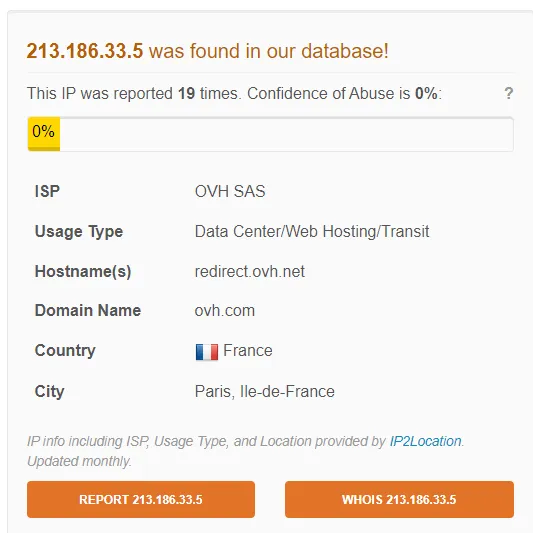 213.186.33.5 was found in our database!
This IP was reported 19 times. Confidence of Abuse is 0%: ?
0%
ISP OVH SAS
Usage Type Data Center/Web Hosting/Transit
Hostname(s) redirect.ovh.net
Domain Name ovh.com
Country France
City Paris, Ile-de-France
IP info including ISP, Usage Type, and Location provided by IP2Location.
Updated monthly.
REPORT 213.186.33.5 WHOIS 213.186.33.5